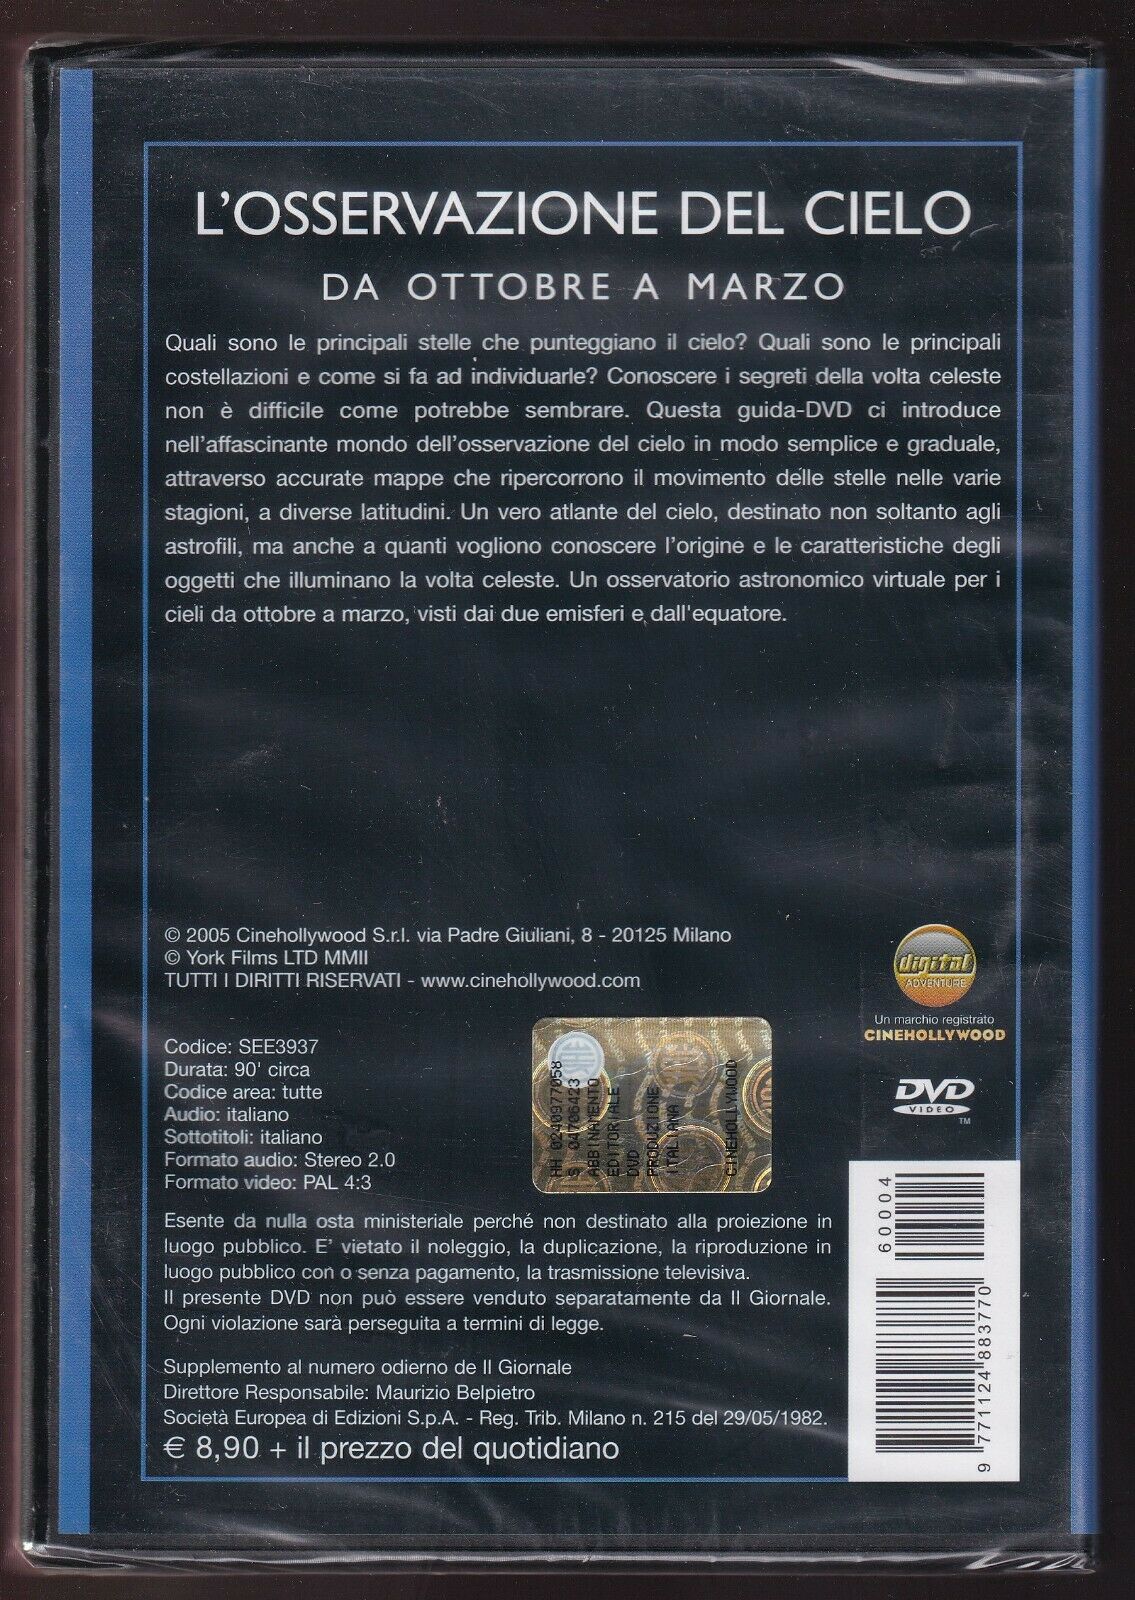 L'OSSERVAZIONE DEL CIELO
DA OTTOBRE A MARZO
Quali sono le principali stelle che punteggiano il cielo? Quali sono le principali
costellazioni e come si fa ad individuarle? Conoscere i segreti della volta celeste
non è difficile come potrebbe sembrare. Questa guida-DVD ci introduce
nell'affascinante mondo dell'osservazione del cielo in modo semplice e graduale,
attraverso accurate mappe che ripercorrono il movimento delle stelle nelle varie
stagioni, a diverse latitudini. Un vero atlante del cielo, destinato non soltanto agli
astrofili, ma anche a quanti vogliono conoscere l'origine e le caratteristiche degli
oggetti che illuminano la volta celeste. Un osservatorio astronomico virtuale per i
cieli da ottobre a marzo, visti dai due emisferi e dall'equatore.
© 2005 Cinehollywood S.r.l. via Padre Giuliani, 8 - 20125 Milano
© York Films LTD MMII
TUTTI I DIRITTI RISERVATI - www.cinehollywood.com
digital
ADVENTURE
Un marchio registrato
CINEHOLLYWOOD
Codice: SEE3937
Durata: 90' circa
Codice area: tutte
Audio: italiano
Sottotitoli: italiano
Formato audio: Stereo 2.0
Formato video: PAL 4:3
HH 0240977058
S 04706423
ABBINAMENTO
EDITORIALE
DVD
PRODUZIONE
ITALIANA
CINEHOLLYWOOD
DVD
VIDEO
TM
Esente da nulla osta ministeriale perché non destinato alla proiezione in
luogo pubblico. E' vietato il noleggio, la duplicazione, la riproduzione in
luogo pubblico con o senza pagamento, la trasmissione televisiva.
Il presente DVD non può essere venduto separatamente da Il Giornale.
Ogni violazione sarà perseguita a termini di legge.
Supplemento al numero odierno de Il Giornale
Direttore Responsabile: Maurizio Belpietro
Società Europea di Edizioni S.p.A. - Reg. Trib. Milano n. 215 del 29/05/1982.
€ 8,90 + il prezzo del quotidiano
60004
9 771124 883770